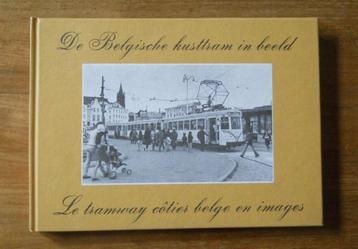 De Belgische kusttram in beeld
Le tramway côtier belge en images